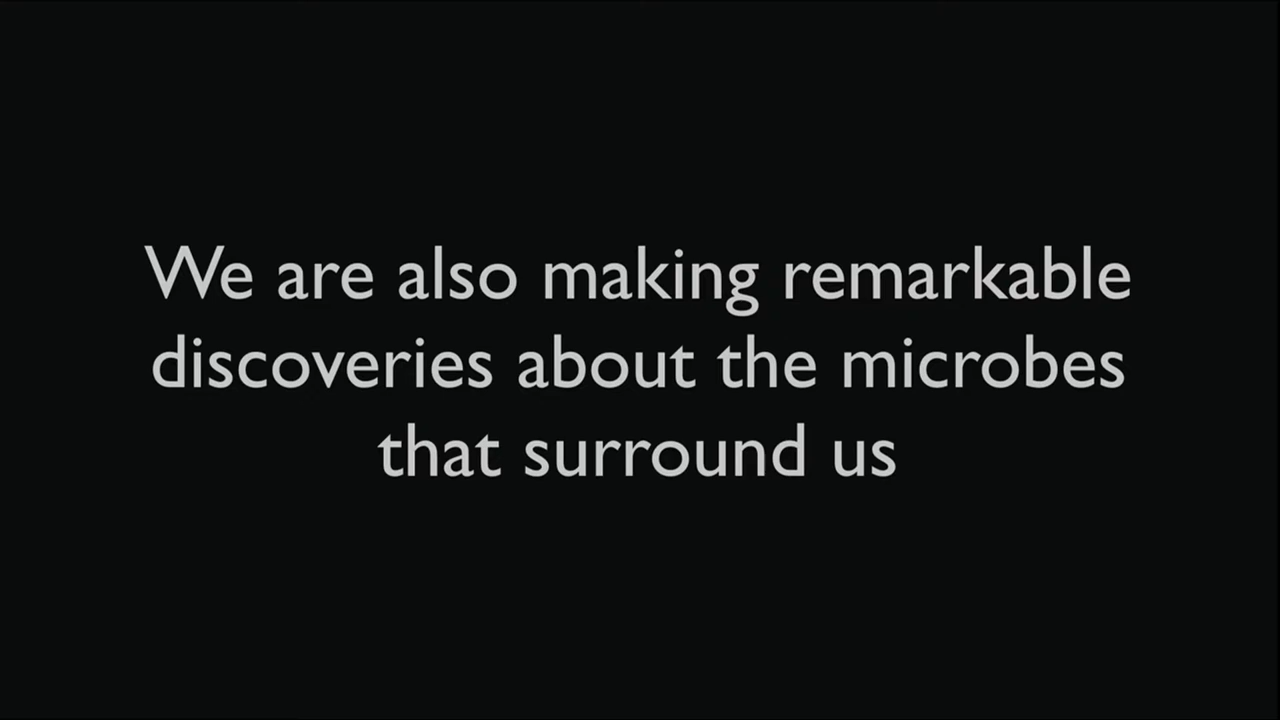 We are also making remarkable
discoveries about the microbes
that surround us